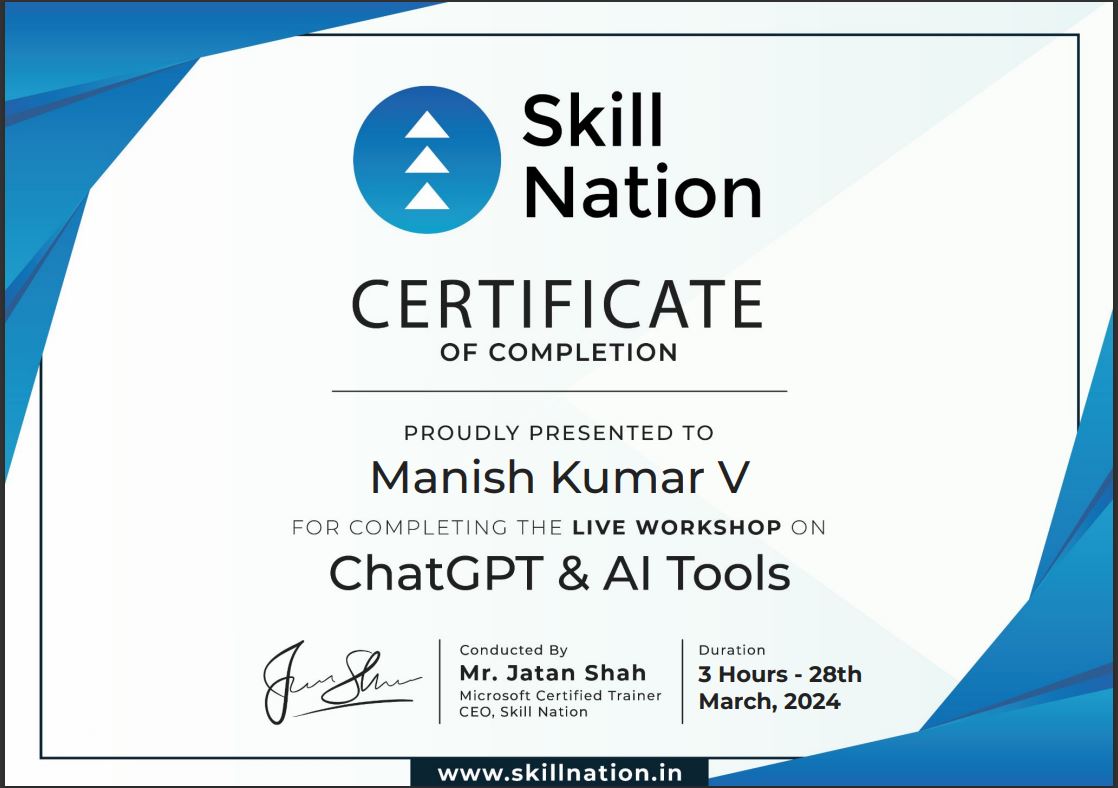 Skill
Nation
CERTIFICATE
OF COMPLETION
PROUDLY PRESENTED TO
Manish Kumar V
FOR COMPLETING THE LIVE WORKSHOP ON
ChatGPT & AI Tools
Conducted By
Mr. Jatan Shah
Microsoft Certified Trainer
CEO, Skill Nation
Duration
3 Hours - 28th
March, 2024
www.skillnation.in